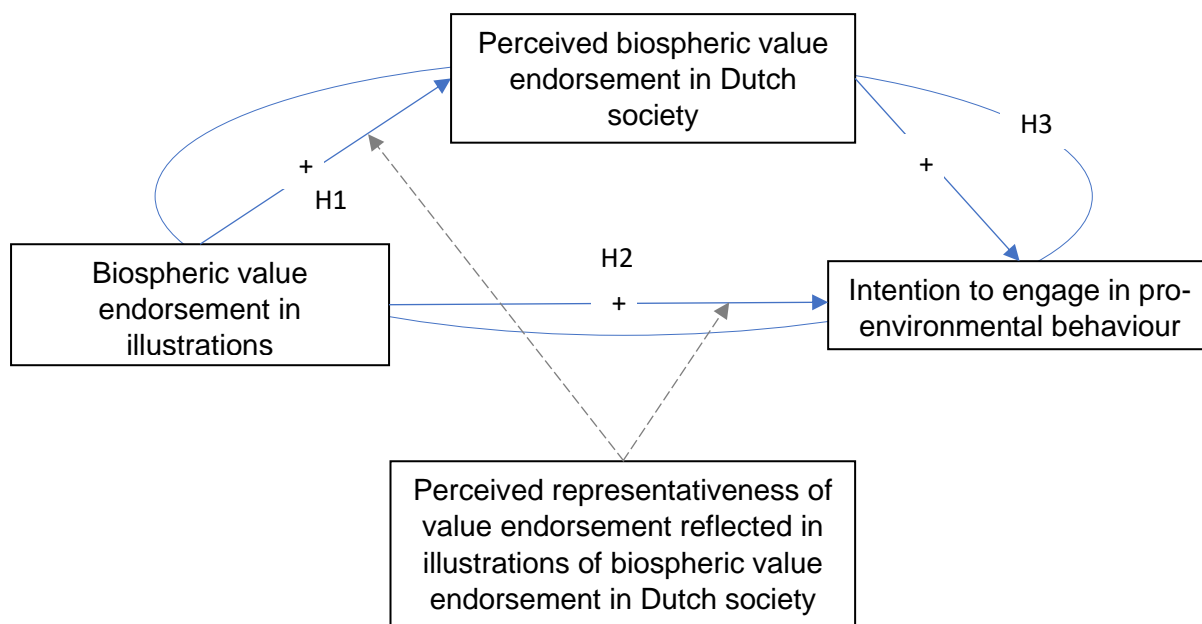 Perceived biospheric value
endorsement in Dutch
society
H3
+
+
H1
H2
Biospheric value
endorsement in
illustrations
+
Intention to engage in pro-
environmental behaviour
Perceived representativeness of
value endorsement reflected in
illustrations of biospheric value
endorsement in Dutch society